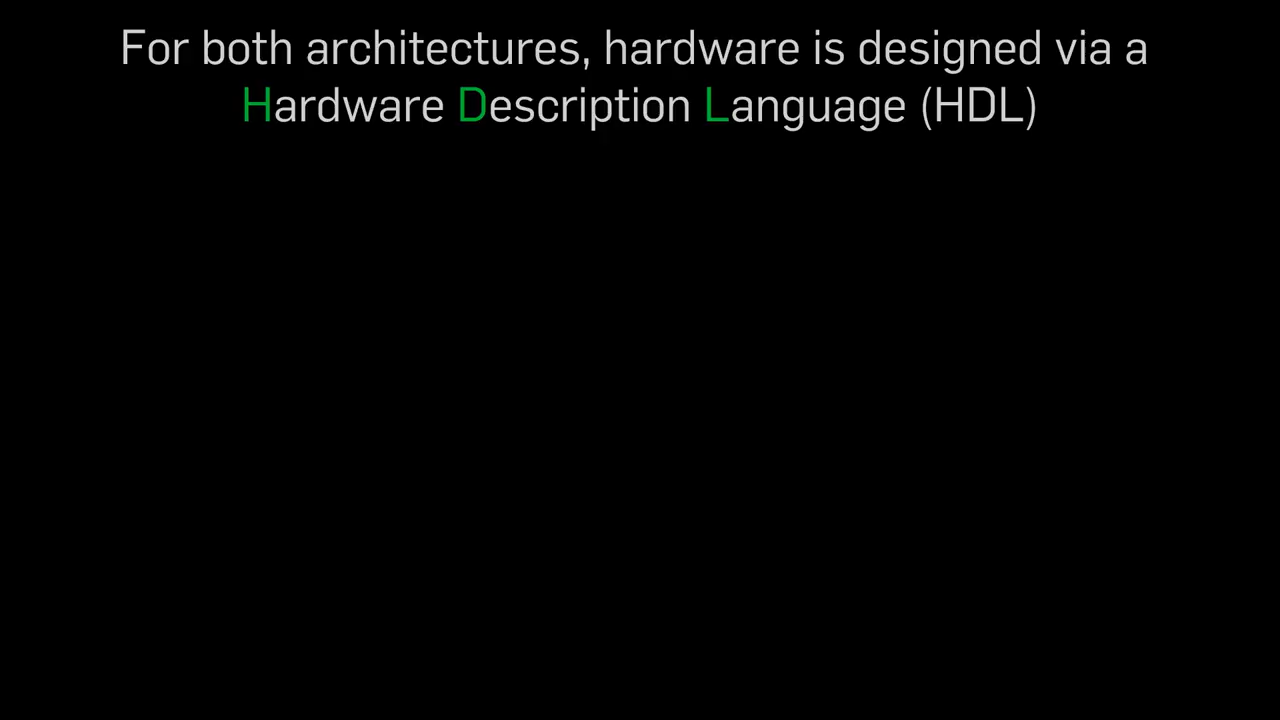 For both architectures, hardware is designed via a
Hardware Description Language (HDL)